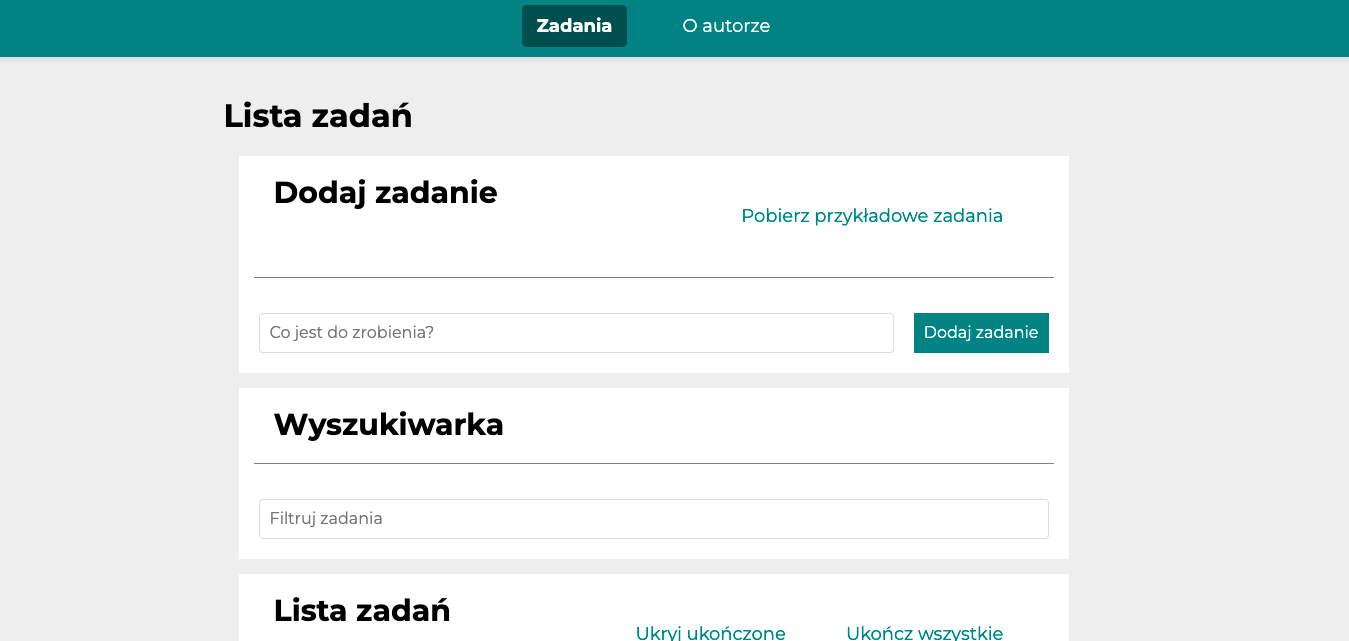 Zadania
O autorze
Lista zadań
Dodaj zadanie
Pobierz przykładowe zadania
Co jest do zrobienia?
Dodaj zadanie
Wyszukiwarka
Filtruj zadania
Lista zadań
Ukryj ukończone
Ukończ wszystkie